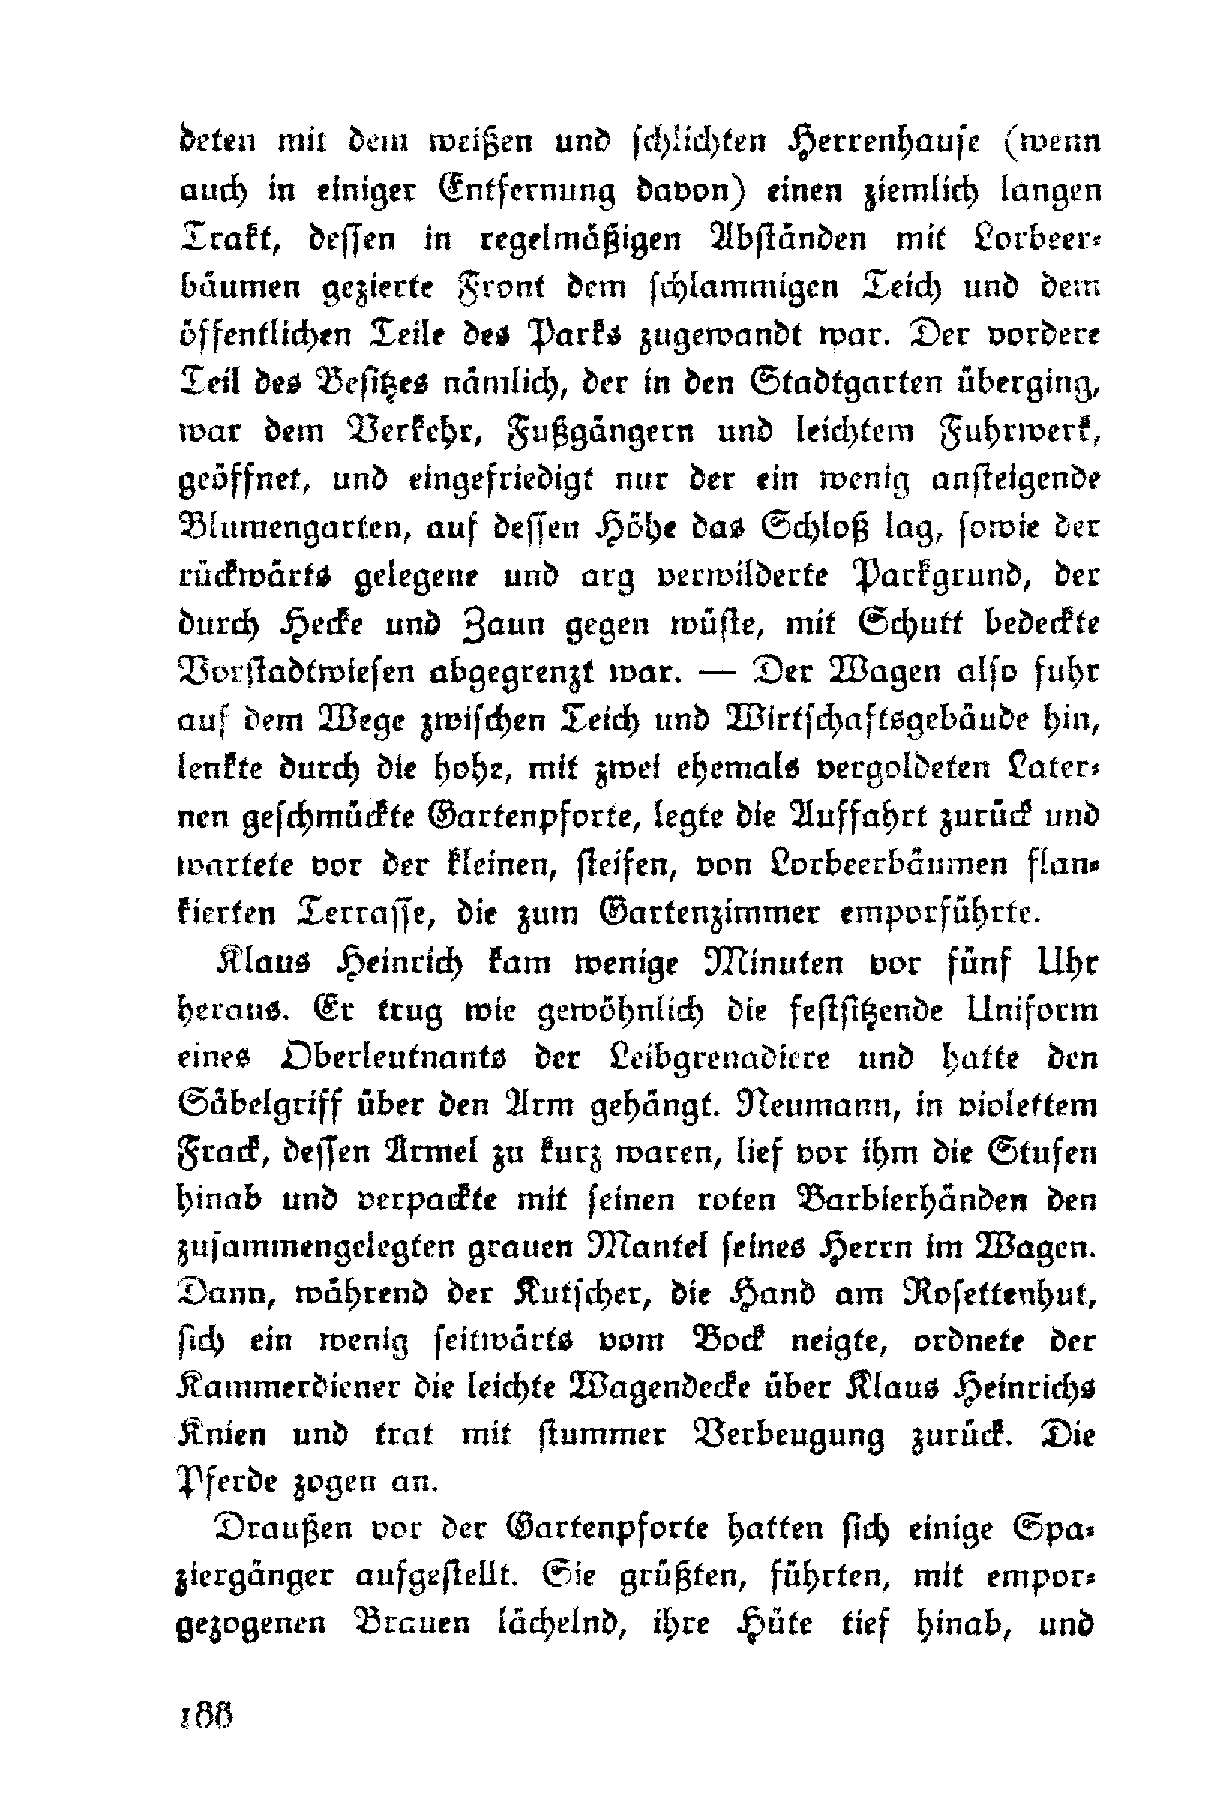 deten mit dem weißen und schlichten Herrenhause (wenn
auch in einiger Entfernung davon) einen ziemlich langen
Trakt, dessen in regelmäßigen Abständen mit Lorbeer-
bäumen gezierte Front dem schlammigen Teich und dem
öffentlichen Teile des Parks zugewandt war. Der vordere
Teil des Besitzes nämlich, der in den Stadtgarten überging,
war dem Verkehr, Fußgängern und leichtem Fuhrwerk,
geöffnet, und eingefriedigt nur der ein wenig ansteigende
Blumengarten, auf dessen Höhe das Schloß lag, sowie der
rückwärts gelegene und arg verwilderte Parkgrund, der
durch Hecke und Zaun gegen wüste, mit Schutt bedeckte
Vorstadtwiesen abgegrenzt war. — Der Wagen also fuhr
auf dem Wege zwischen Teich und Wirtschaftsgebäude hin,
lenkte durch die hohe, mit zwei ehemals vergoldeten Later-
nen geschmückte Gartenpforte, legte die Auffahrt zurück und
wartete vor der kleinen, steifen, von Lorbeerbäumen flan-
kierten Terrasse, die zum Gartenzimmer emporführte.
Klaus Heinrich kam wenige Minuten vor fünf Uhr
heraus. Er trug wie gewöhnlich die festsitzende Uniform
eines Oberleutnants der Leibgrenadiere und hatte den
Säbelgriff über den Arm gehängt. Neumann, in violettem
Frack, dessen Ärmel zu kurz waren, lief vor ihm die Stufen
hinab und verpackte mit seinen roten Barbierhänden den
zusammengelegten grauen Mantel seines Herrn im Wagen.
Dann, während der Kutscher, die Hand am Rosettenhut,
sich ein wenig seitwärts vom Bock neigte, ordnete der
Kammerdiener die leichte Wagendecke über Klaus Heinrichs
Knien und trat mit stummer Verbeugung zurück. Die
Pferde zogen an.
Draußen vor der Gartenpforte hatten sich einige Spa-
ziergänger aufgestellt. Sie grüßten, führten, mit empor-
gezogenen Brauen lächelnd, ihre Hüte tief hinab, und
188